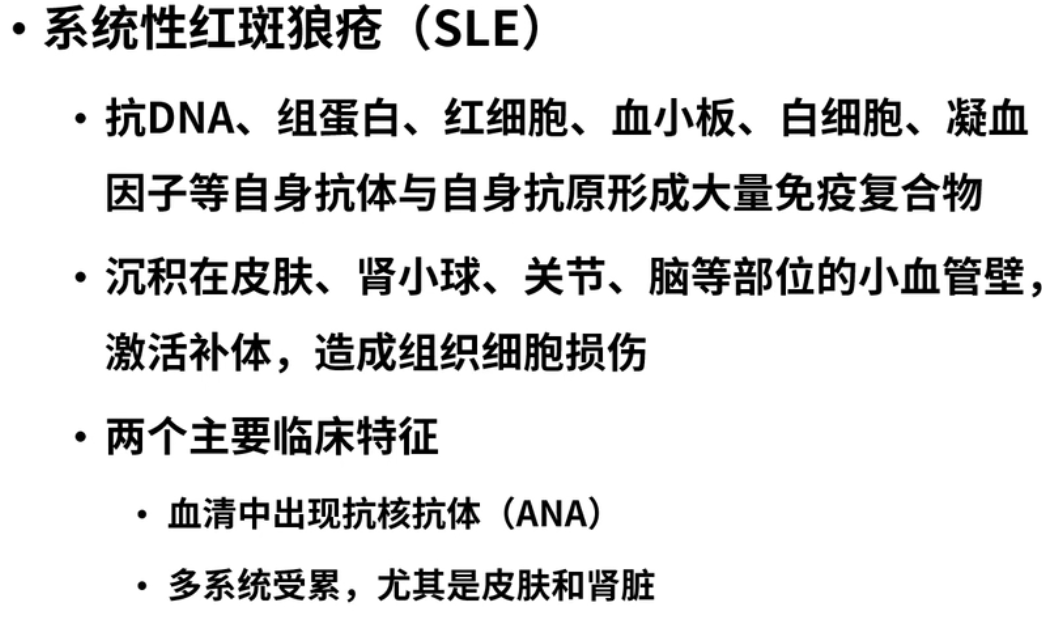 • 系统性红斑狼疮（SLE）
• 抗DNA、组蛋白、红细胞、血小板、白细胞、凝血
因子等自身抗体与自身抗原形成大量免疫复合物
• 沉积在皮肤、肾小球、关节、脑等部位的小血管壁，
激活补体，造成组织细胞损伤
• 两个主要临床特征
• 血清中出现抗核抗体（ANA）
• 多系统受累，尤其是皮肤和肾脏